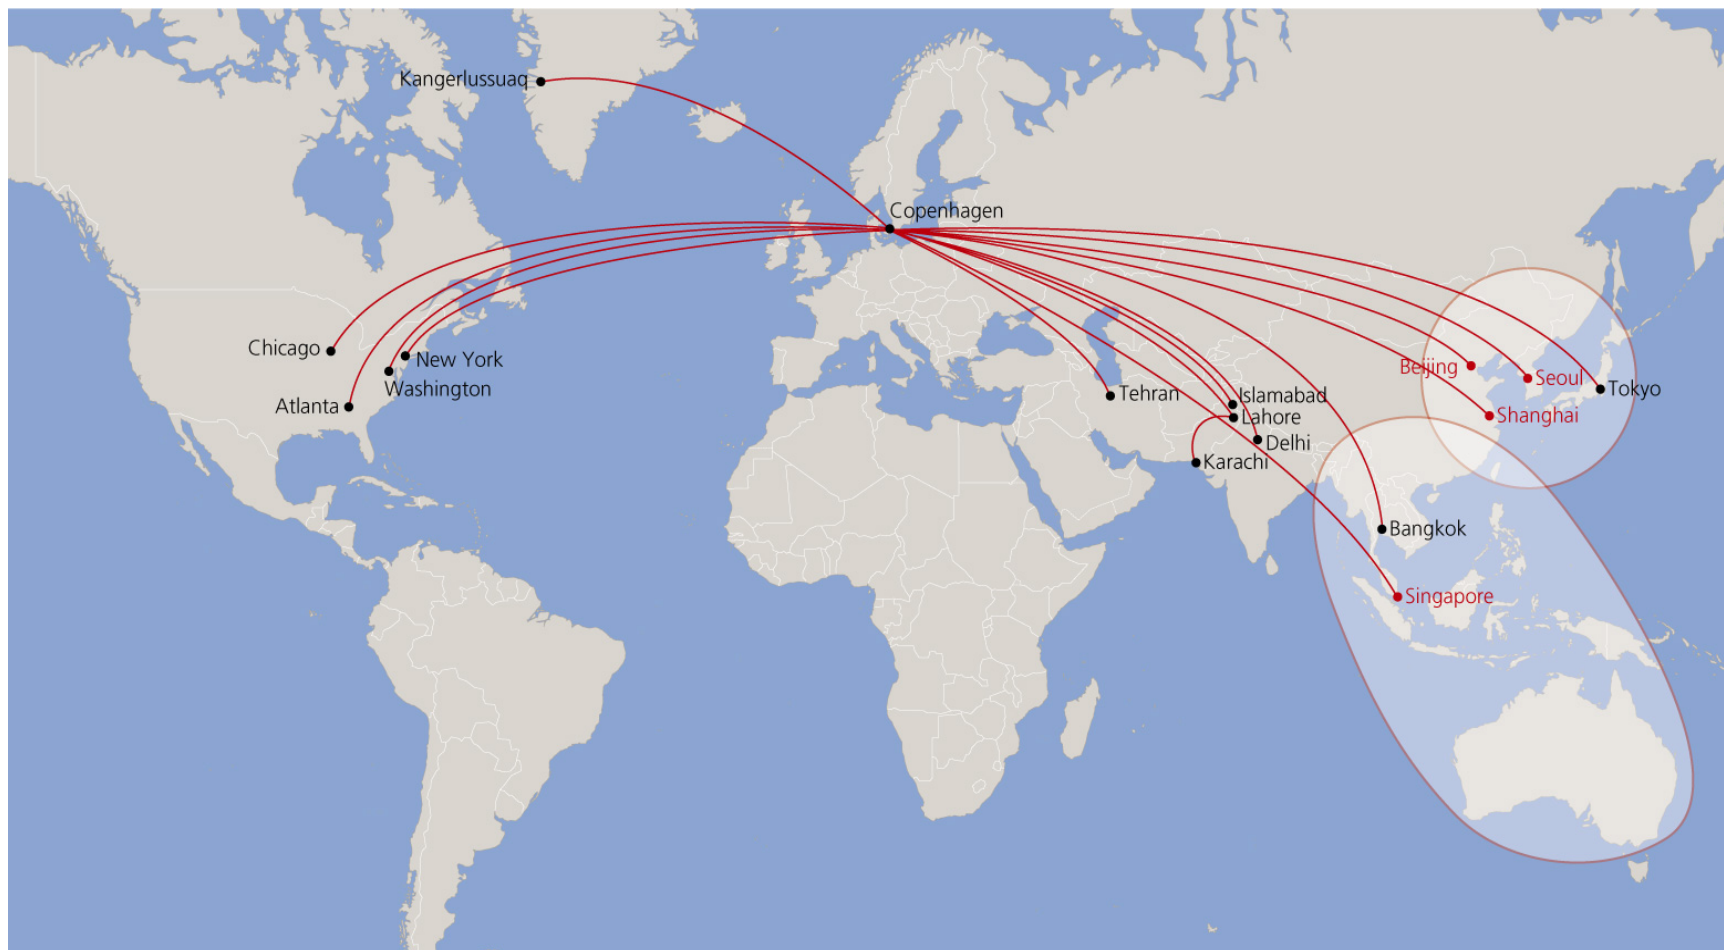 Kangerlussuaq
Copenhagen
Chicago
New York
Washington
Atlanta
Beijing
Seoul
Tokyo
Tehran
Islamabad
Lahore
Shanghai
Delhi
Karachi
Bangkok
Singapore